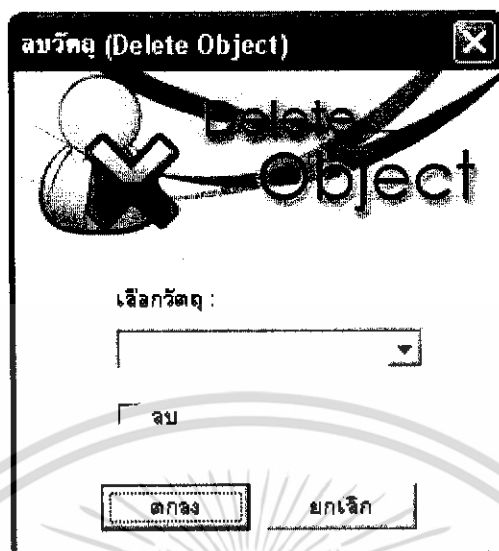 ลบวัตถุ (Delete Object)
Delete
Object
เลือกวัตถุ :
ลบ
ตกลง ยกเลิก